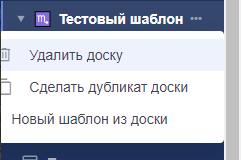 Тестовый шаблон
Удалить доску
Сделать дубликат доски
Новый шаблон из доски